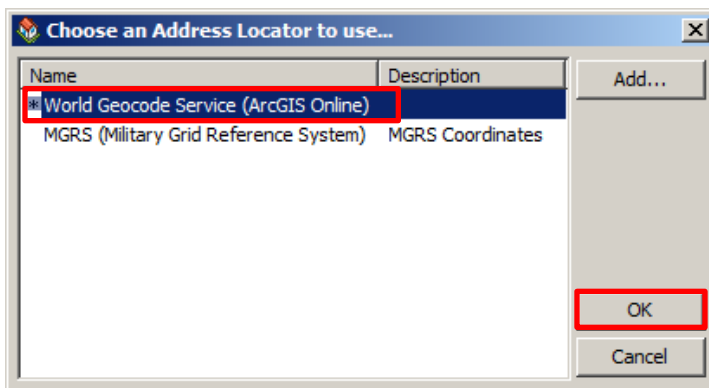 Choose an Address Locator to use...
Name Description
* World Geocode Service (ArcGIS Online)
MGRS (Military Grid Reference System) MGRS Coordinates
Add...
OK
Cancel